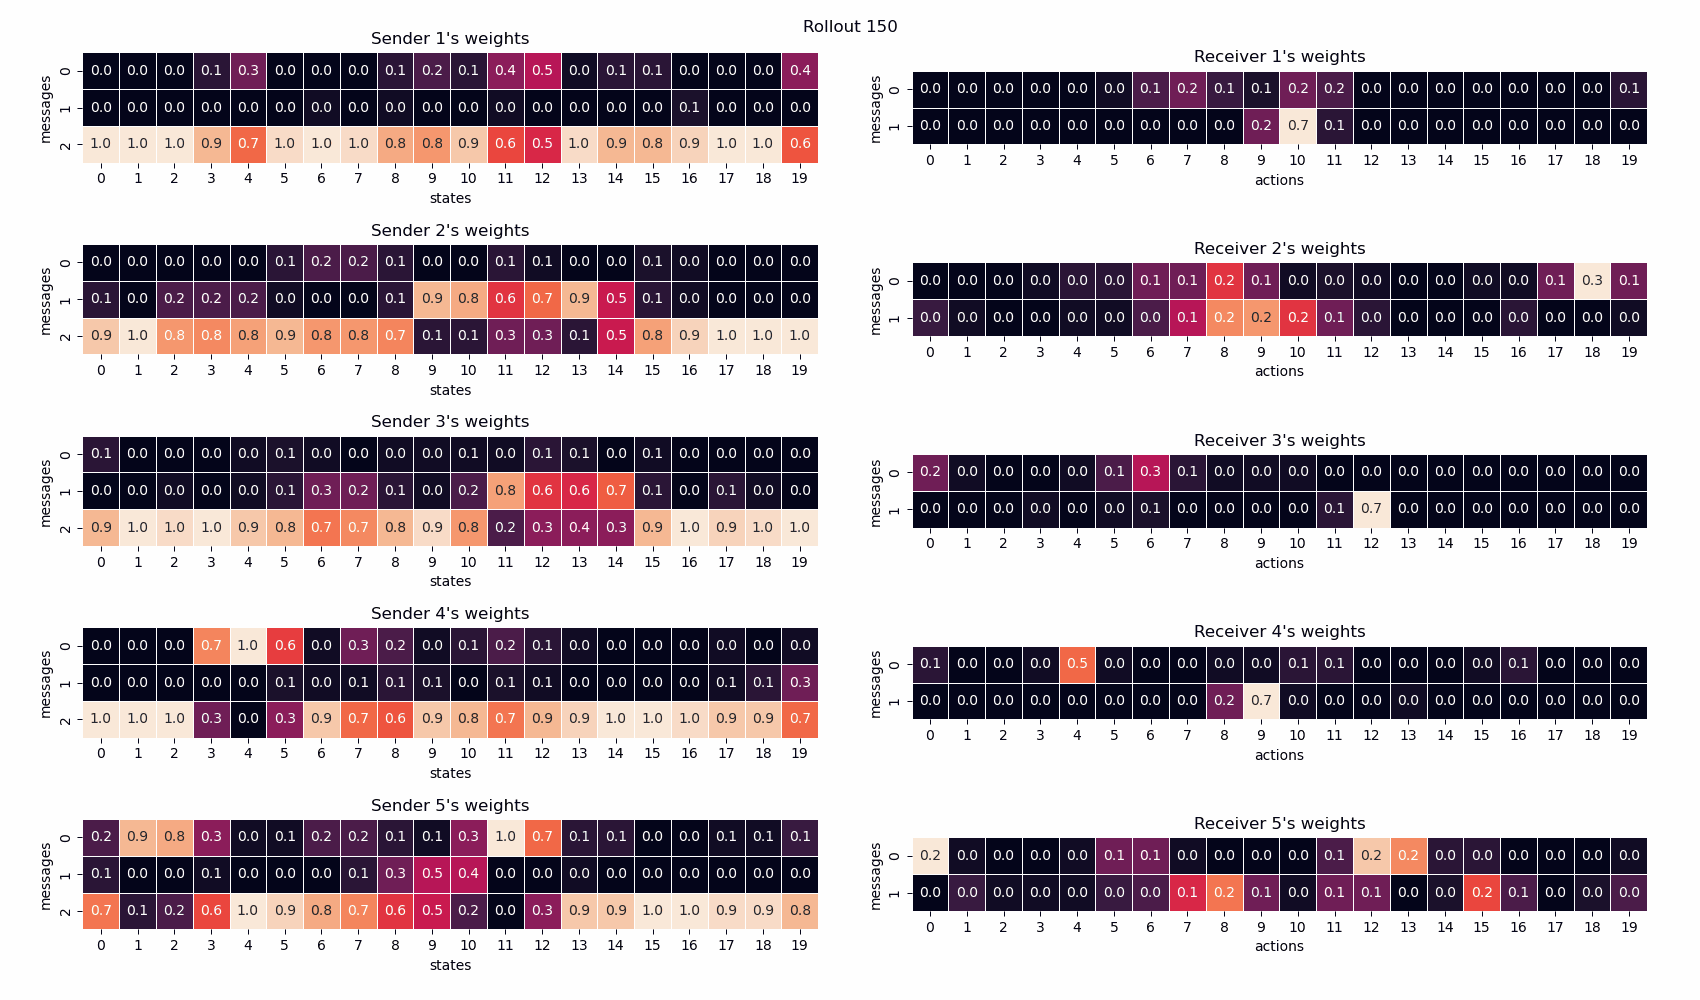 Rollout 150
Sender 1's weights
messages
0 0.0 0.0 0.0 0.1 0.3 0.0 0.0 0.0 0.1 0.2 0.1 0.4 0.5 0.0 0.1 0.1 0.0 0.0 0.0 0.4
1 0.0 0.0 0.0 0.0 0.0 0.0 0.0 0.0 0.0 0.0 0.0 0.0 0.0 0.0 0.0 0.0 0.1 0.0 0.0 0.0
2 1.0 1.0 1.0 0.9 0.7 1.0 1.0 1.0 0.8 0.8 0.9 0.6 0.5 1.0 0.9 0.8 0.9 1.0 1.0 0.6
0 1 2 3 4 5 6 7 8 9 10 11 12 13 14 15 16 17 18 19
states
Receiver 1's weights
messages
0 0.0 0.0 0.0 0.0 0.0 0.0 0.1 0.2 0.1 0.1 0.2 0.2 0.0 0.0 0.0 0.0 0.0 0.0 0.0 0.1
1 0.0 0.0 0.0 0.0 0.0 0.0 0.0 0.0 0.0 0.2 0.7 0.1 0.0 0.0 0.0 0.0 0.0 0.0 0.0 0.0
0 1 2 3 4 5 6 7 8 9 10 11 12 13 14 15 16 17 18 19
actions
Sender 2's weights
messages
0 0.0 0.0 0.0 0.0 0.0 0.1 0.2 0.2 0.1 0.0 0.0 0.1 0.1 0.0 0.0 0.1 0.0 0.0 0.0 0.0
1 0.1 0.0 0.2 0.2 0.2 0.0 0.0 0.0 0.1 0.9 0.8 0.6 0.7 0.9 0.5 0.1 0.0 0.0 0.0 0.0
2 0.9 1.0 0.8 0.8 0.8 0.9 0.8 0.8 0.7 0.1 0.1 0.3 0.3 0.1 0.5 0.8 0.9 1.0 1.0 1.0
0 1 2 3 4 5 6 7 8 9 10 11 12 13 14 15 16 17 18 19
states
Receiver 2's weights
messages
0 0.0 0.0 0.0 0.0 0.0 0.0 0.1 0.1 0.2 0.1 0.0 0.0 0.0 0.0 0.0 0.0 0.0 0.1 0.3 0.1
1 0.0 0.0 0.0 0.0 0.0 0.0 0.0 0.1 0.2 0.2 0.2 0.1 0.0 0.0 0.0 0.0 0.0 0.0 0.0 0.0
0 1 2 3 4 5 6 7 8 9 10 11 12 13 14 15 16 17 18 19
actions
Sender 3's weights
messages
0 0.1 0.0 0.0 0.0 0.0 0.1 0.0 0.0 0.0 0.0 0.1 0.0 0.1 0.1 0.0 0.1 0.0 0.0 0.0 0.0
1 0.0 0.0 0.0 0.0 0.0 0.1 0.3 0.2 0.1 0.0 0.2 0.8 0.6 0.6 0.7 0.1 0.0 0.1 0.0 0.0
2 0.9 1.0 1.0 1.0 0.9 0.8 0.7 0.7 0.8 0.9 0.8 0.2 0.3 0.4 0.3 0.9 1.0 0.9 1.0 1.0
0 1 2 3 4 5 6 7 8 9 10 11 12 13 14 15 16 17 18 19
states
Receiver 3's weights
messages
0 0.2 0.0 0.0 0.0 0.0 0.1 0.3 0.1 0.0 0.0 0.0 0.0 0.0 0.0 0.0 0.0 0.0 0.0 0.0 0.0
1 0.0 0.0 0.0 0.0 0.0 0.0 0.1 0.0 0.0 0.0 0.0 0.1 0.7 0.0 0.0 0.0 0.0 0.0 0.0 0.0
0 1 2 3 4 5 6 7 8 9 10 11 12 13 14 15 16 17 18 19
actions
Sender 4's weights
messages
0 0.0 0.0 0.0 0.7 1.0 0.6 0.0 0.3 0.2 0.0 0.1 0.2 0.1 0.0 0.0 0.0 0.0 0.0 0.0 0.0
1 0.0 0.0 0.0 0.0 0.0 0.1 0.0 0.1 0.1 0.1 0.0 0.1 0.1 0.0 0.0 0.0 0.0 0.1 0.1 0.3
2 1.0 1.0 1.0 0.3 0.0 0.3 0.9 0.7 0.6 0.9 0.8 0.7 0.9 0.9 1.0 1.0 1.0 0.9 0.9 0.7
0 1 2 3 4 5 6 7 8 9 10 11 12 13 14 15 16 17 18 19
states
Receiver 4's weights
messages
0 0.1 0.0 0.0 0.0 0.5 0.0 0.0 0.0 0.0 0.0 0.1 0.1 0.0 0.0 0.0 0.0 0.1 0.0 0.0 0.0
1 0.0 0.0 0.0 0.0 0.0 0.0 0.0 0.0 0.2 0.7 0.0 0.0 0.0 0.0 0.0 0.0 0.0 0.0 0.0 0.0
0 1 2 3 4 5 6 7 8 9 10 11 12 13 14 15 16 17 18 19
actions
Sender 5's weights
messages
0 0.2 0.9 0.8 0.3 0.0 0.1 0.2 0.2 0.1 0.1 0.3 1.0 0.7 0.1 0.1 0.0 0.0 0.1 0.1 0.1
1 0.1 0.0 0.0 0.1 0.0 0.0 0.0 0.1 0.3 0.5 0.4 0.0 0.0 0.0 0.0 0.0 0.0 0.0 0.0 0.0
2 0.7 0.1 0.2 0.6 1.0 0.9 0.8 0.7 0.6 0.5 0.2 0.0 0.3 0.9 0.9 1.0 1.0 0.9 0.9 0.8
0 1 2 3 4 5 6 7 8 9 10 11 12 13 14 15 16 17 18 19
states
Receiver 5's weights
messages
0 0.2 0.0 0.0 0.0 0.0 0.1 0.1 0.0 0.0 0.0 0.0 0.1 0.2 0.2 0.0 0.0 0.0 0.0 0.0 0.0
1 0.0 0.0 0.0 0.0 0.0 0.0 0.0 0.1 0.2 0.1 0.0 0.1 0.1 0.0 0.0 0.2 0.1 0.0 0.0 0.0
0 1 2 3 4 5 6 7 8 9 10 11 12 13 14 15 16 17 18 19
actions